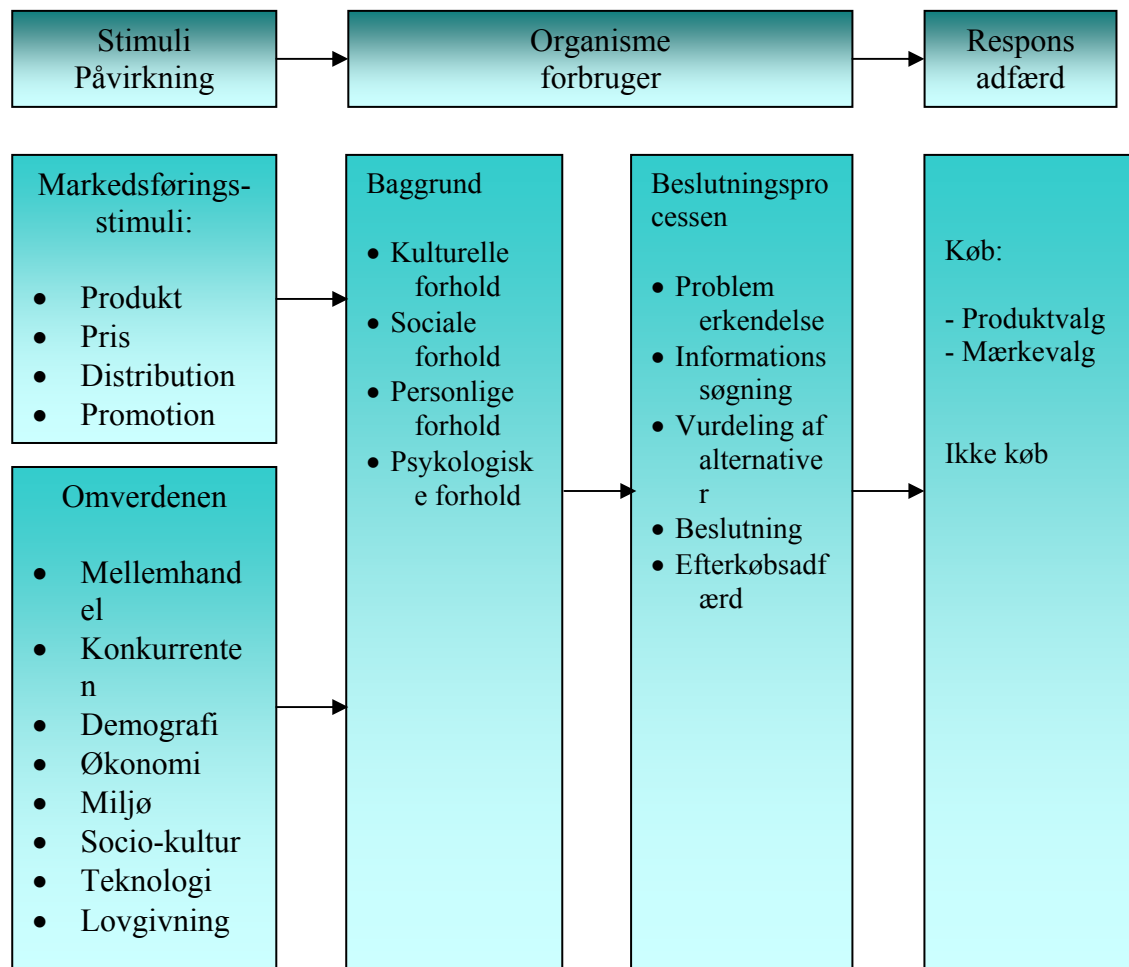 Stimuli
Påvirkning
Organisme
forbruger
Respons
adfærd
Markedsførings-
stimuli:
• Produkt
• Pris
• Distribution
• Promotion
Omverdenen
• Mellemhand
el
• Konkurrente
n
• Demografi
• Økonomi
• Miljø
• Socio-kultur
• Teknologi
• Lovgivning
Baggrund
• Kulturelle
forhold
• Sociale
forhold
• Personlige
forhold
• Psykologisk
e forhold
Beslutningspro
cessen
• Problem
erkendelse
• Informations
søgning
• Vurdeling af
alternative
r
• Beslutning
• Efterkøbsadf
ærd
Køb:
- Produktvalg
- Mærkevalg
Ikke køb